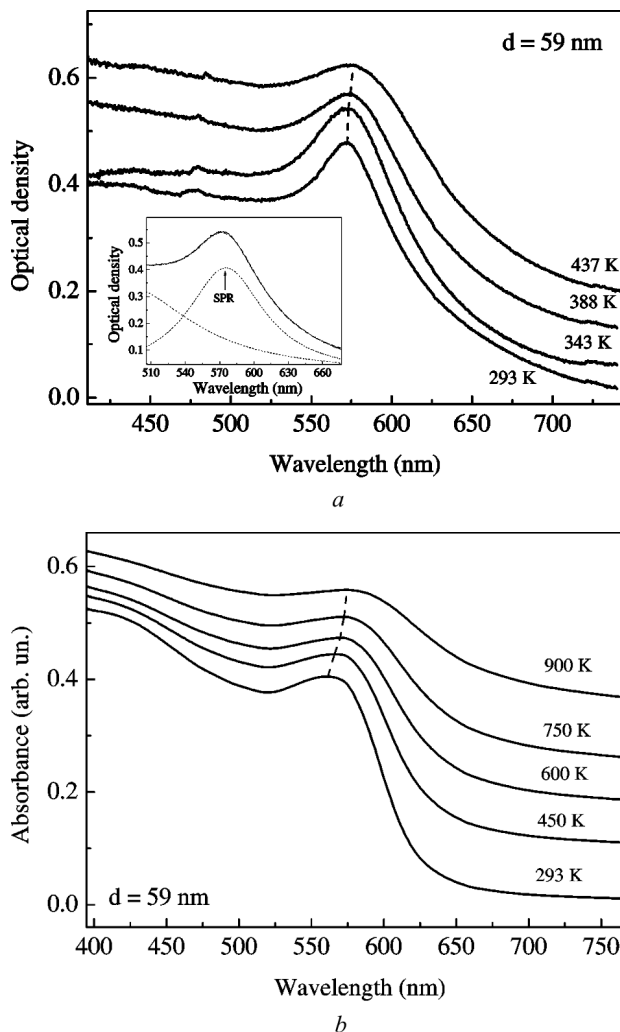 d = 59 nm
0.6
0.4
0.2
0.0
Optical density
437 K
388 K
343 K
293 K
0.5
0.4
0.3
0.2
0.1
Optical density
SPR
510 540 570 600 630 660
Wavelength (nm)
450 500 550 600 650 700
Wavelength (nm)
a
0.6
0.4
0.2
0.0
Absorbance (arb. un.)
900 K
750 K
600 K
450 K
293 K
d = 59 nm
400 450 500 550 600 650 700 750
Wavelength (nm)
b